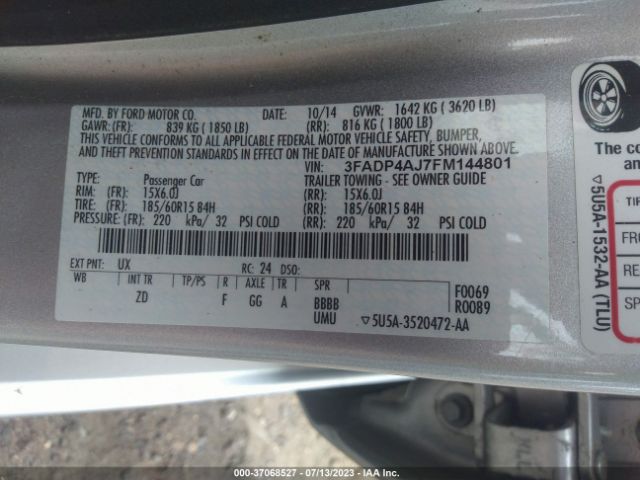 MFD. BY FORD MOTOR CO. DATE: 10/14 GVWR: 1642 KG ( 3620 LB)
GAWR: (FR): 839 KG ( 1850 LB) (RR): 816 KG ( 1800 LB)
THIS VEHICLE CONFORMS TO ALL APPLICABLE FEDERAL MOTOR VEHICLE SAFETY, BUMPER,
AND THEFT PREVENTION STANDARDS IN EFFECT ON THE DATE OF MANUFACTURE SHOWN ABOVE.
VIN: 3FADP4AJ7FM144801
TYPE: Passenger Car TRAILER TOWING - SEE OWNER GUIDE
RIM: (FR): 15X6.0J (RR): 15X6.0J
TIRE: (FR): 185/60R15 84H (RR): 185/60R15 84H
PRESSURE: (FR): 220 kPa/ 32 PSI COLD (RR): 220 kPa/ 32 PSI COLD
EXT PNT: UX RC: 24 DSO:
WB INT TR TP/PS R AXLE TR SPR
ZD F GG A BBBB F0069
UMU R0089
▽5U5A-3520472-AA
The co
▽5U5A-1532-AA (TLU)
TIR
FRO
RE
SP
000-37068527 - 07/13/2023 - IAA Inc.